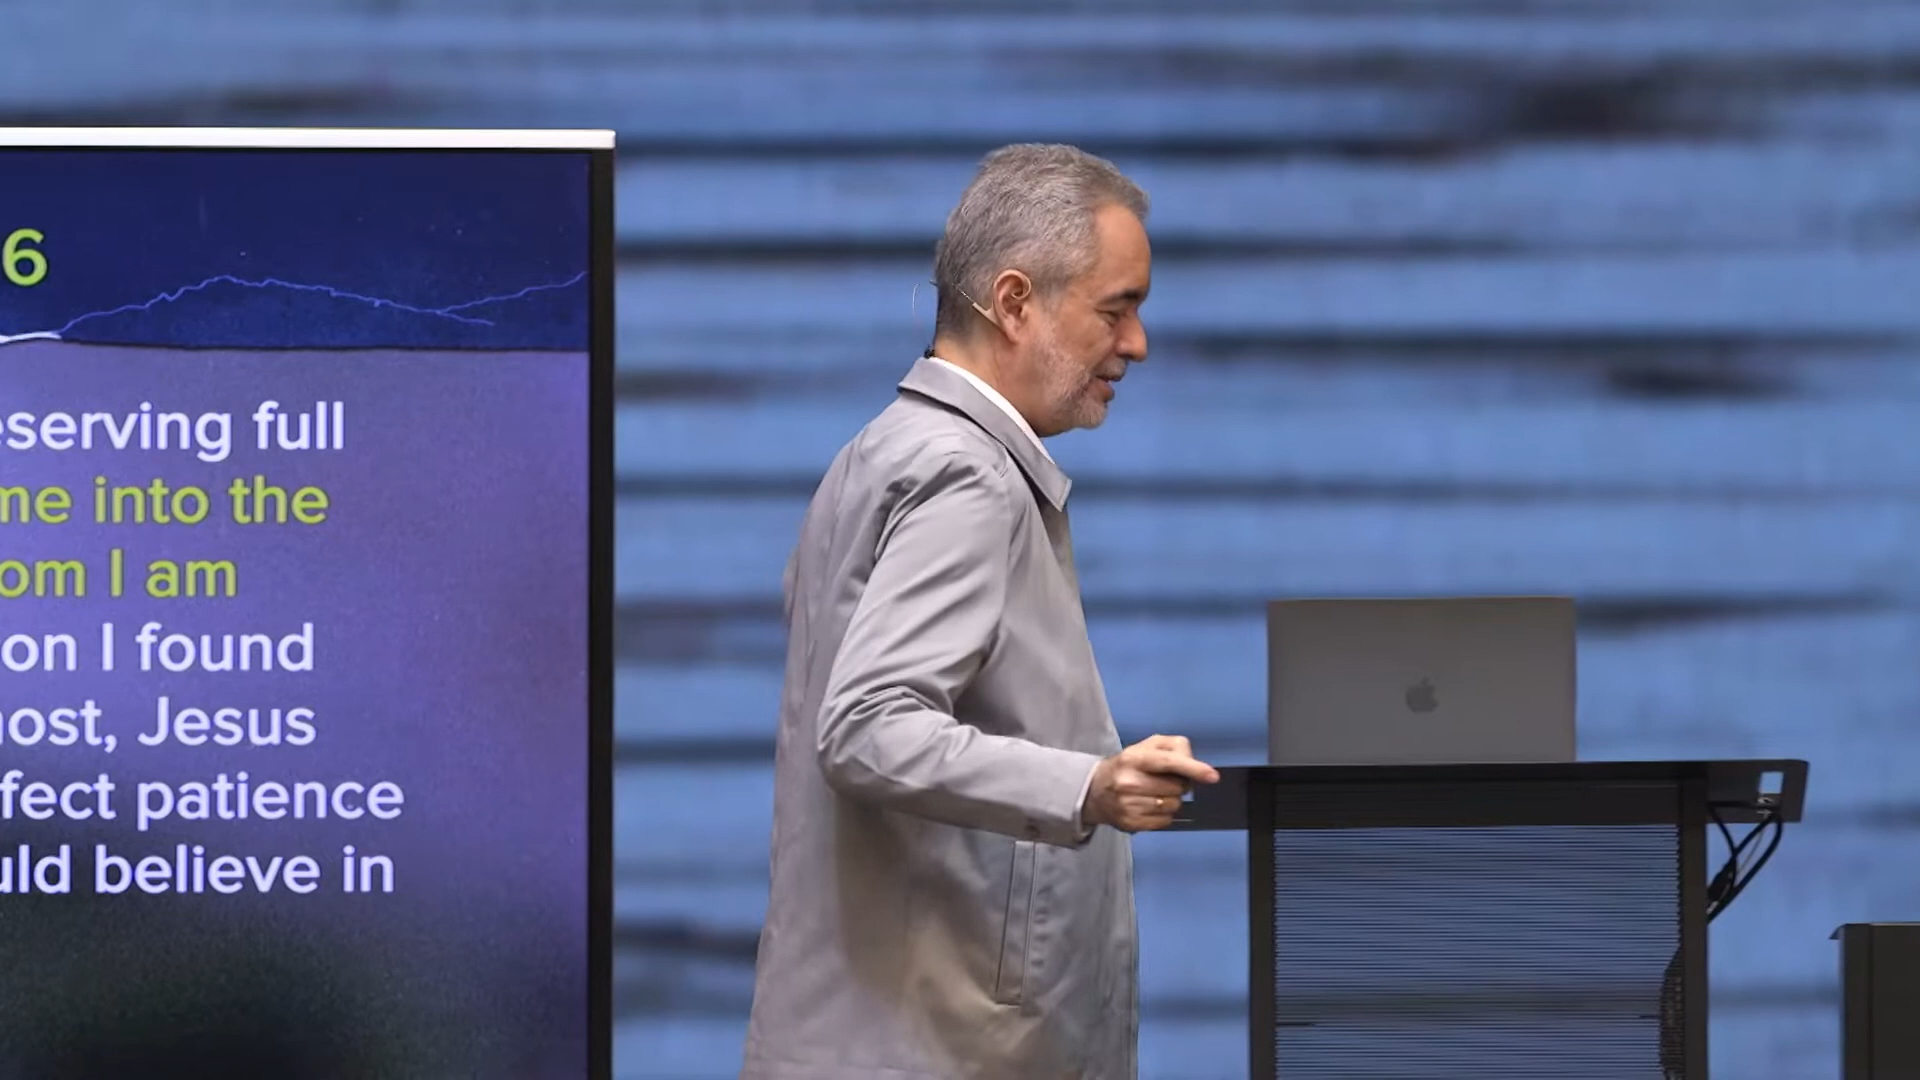 6
eserving full
me into the
om I am
on I found
ost, Jesus
fect patience
uld believe in